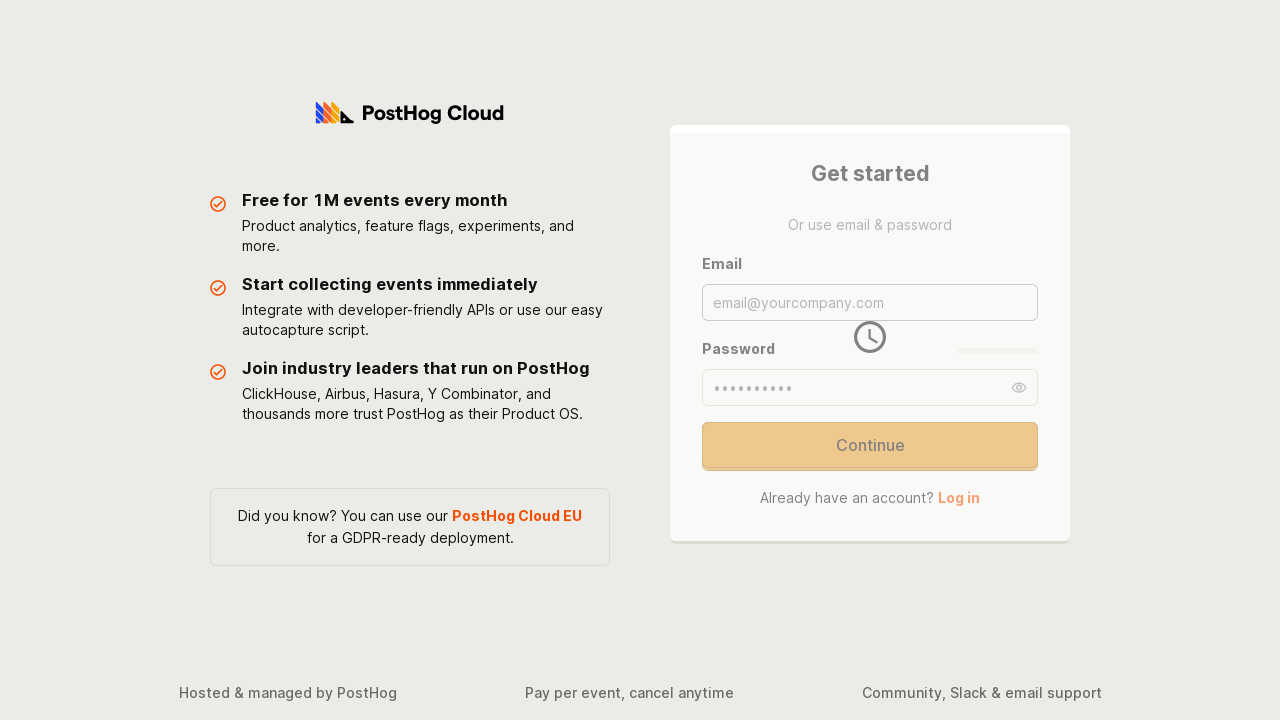 PostHog Cloud
Free for 1M events every month
Product analytics, feature flags, experiments, and
more.
Start collecting events immediately
Integrate with developer-friendly APIs or use our easy
autocapture script.
Join industry leaders that run on PostHog
ClickHouse, Airbus, Hasura, Y Combinator, and
thousands more trust PostHog as their Product OS.
Did you know? You can use our PostHog Cloud EU
for a GDPR-ready deployment.
Get started
Or use email & password
Email
email@yourcompany.com
Password
••••••••••
Continue
Already have an account? Log in
Hosted & managed by PostHog
Pay per event, cancel anytime
Community, Slack & email support